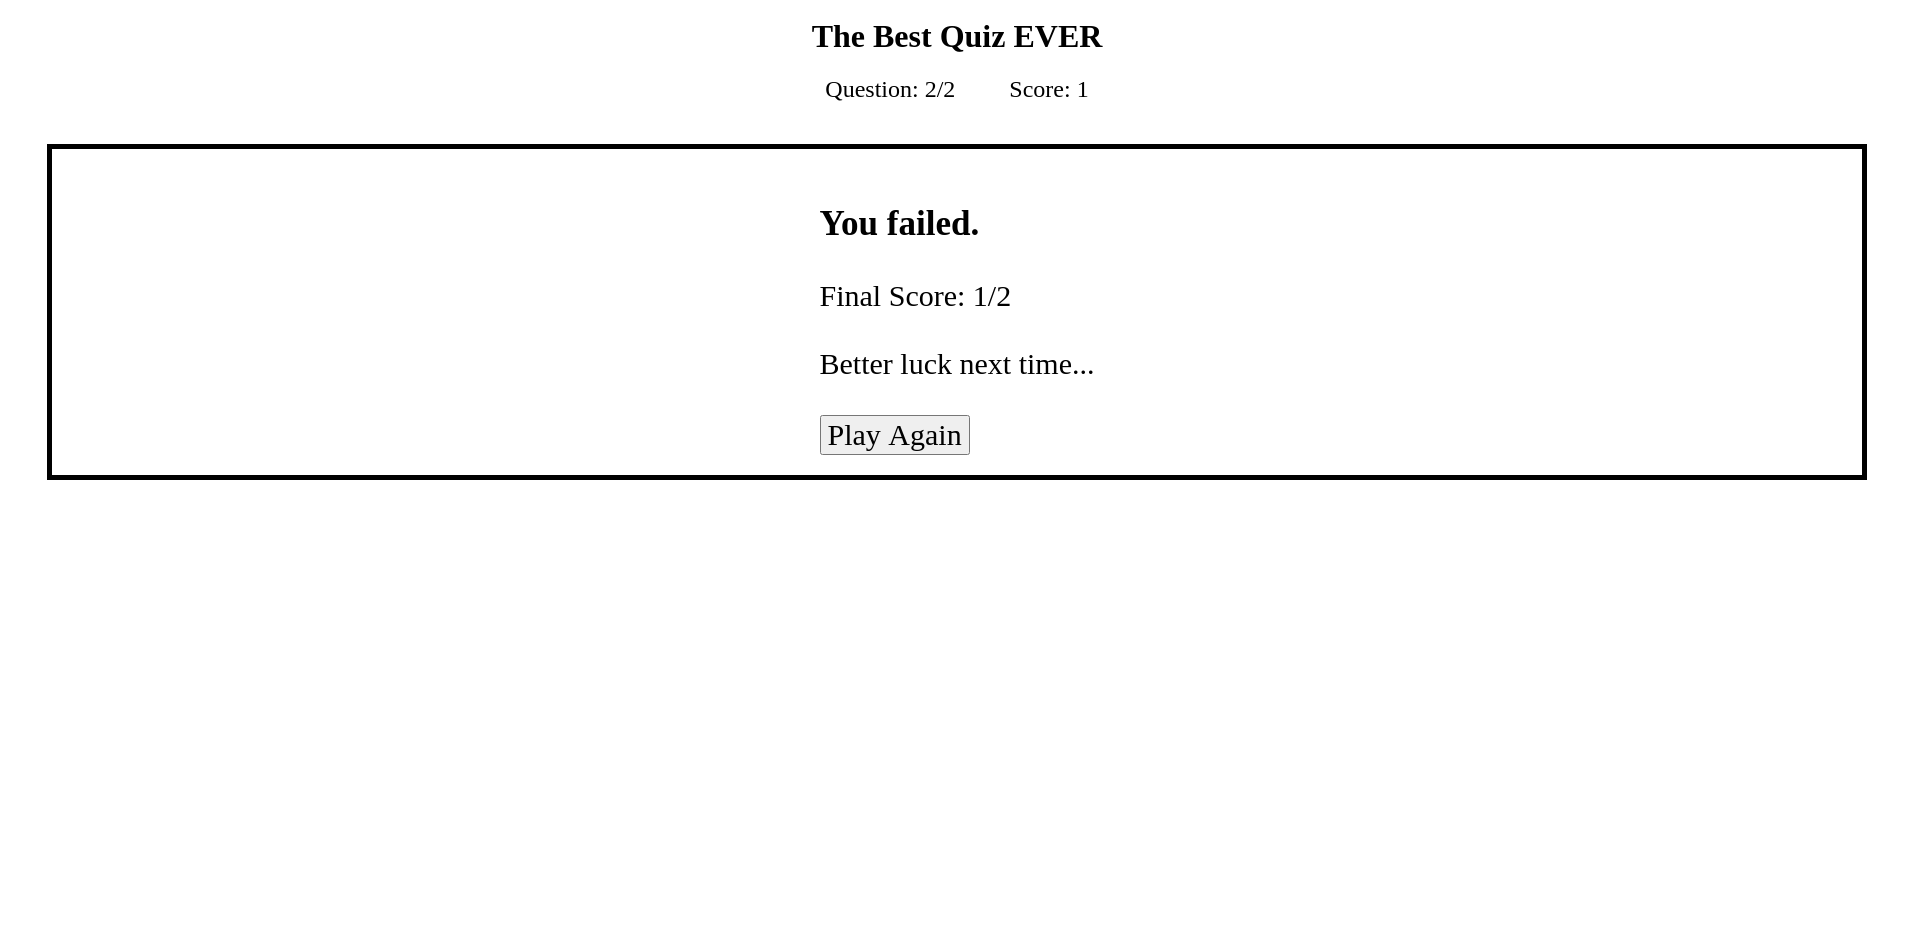 The Best Quiz EVER
Question: 2/2 Score: 1
You failed.
Final Score: 1/2
Better luck next time...
Play Again